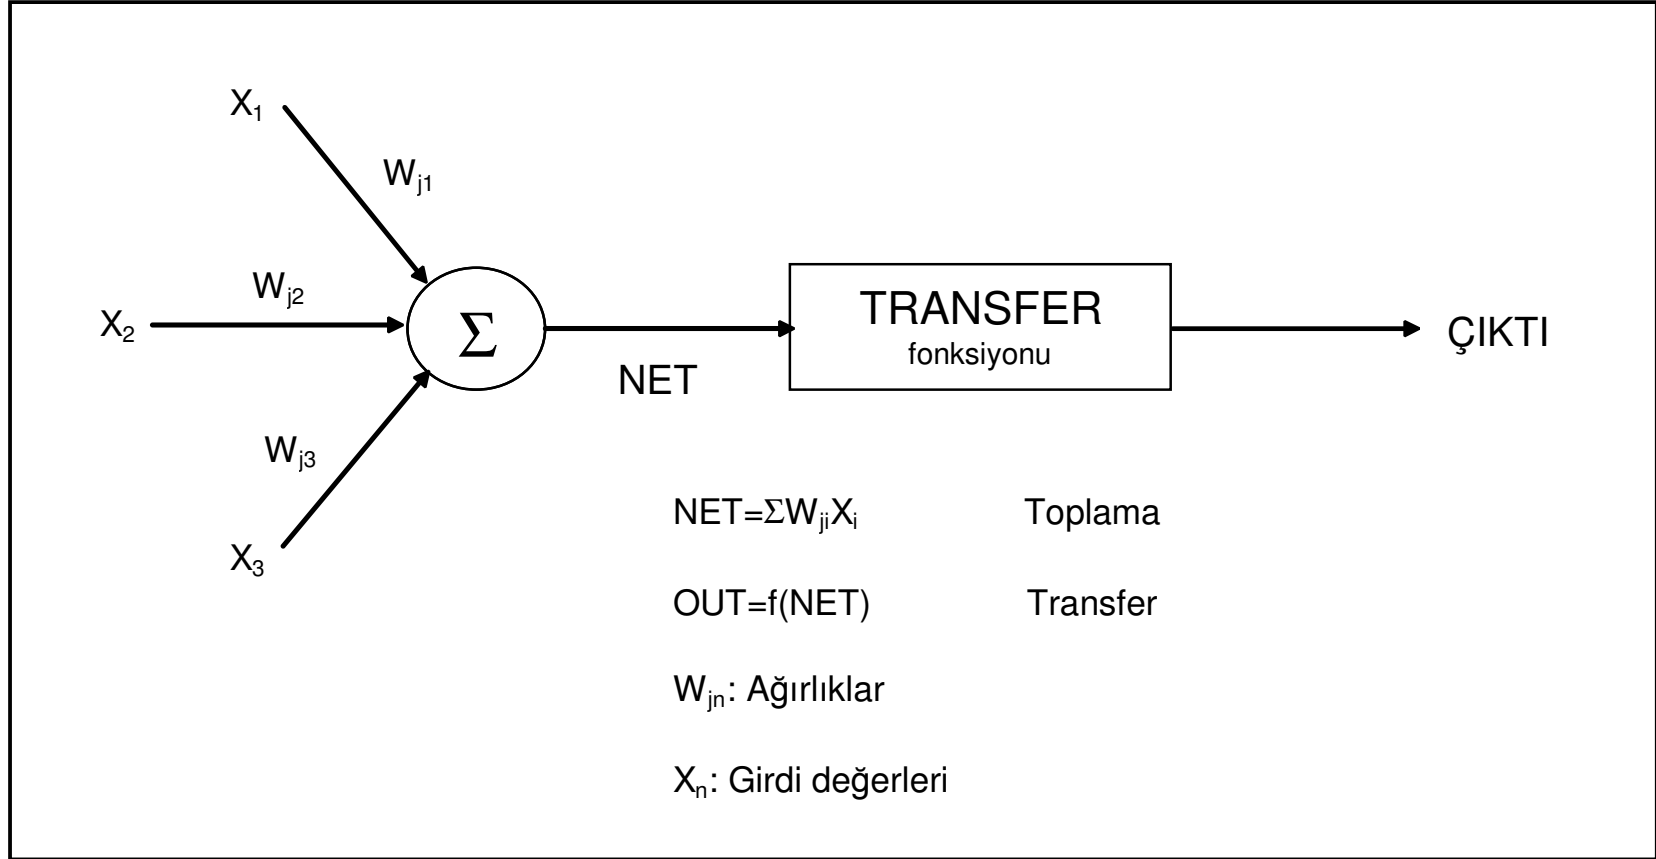 X₁
Wⱼ₁
Wⱼ₂
X₂
Σ
NET
TRANSFER
fonksiyonu
ÇIKTI
Wⱼ₃
X₃
NET=ΣWⱼᵢXᵢ Toplama
OUT=f(NET) Transfer
Wⱼₙ: Ağırlıklar
Xₙ: Girdi değerleri